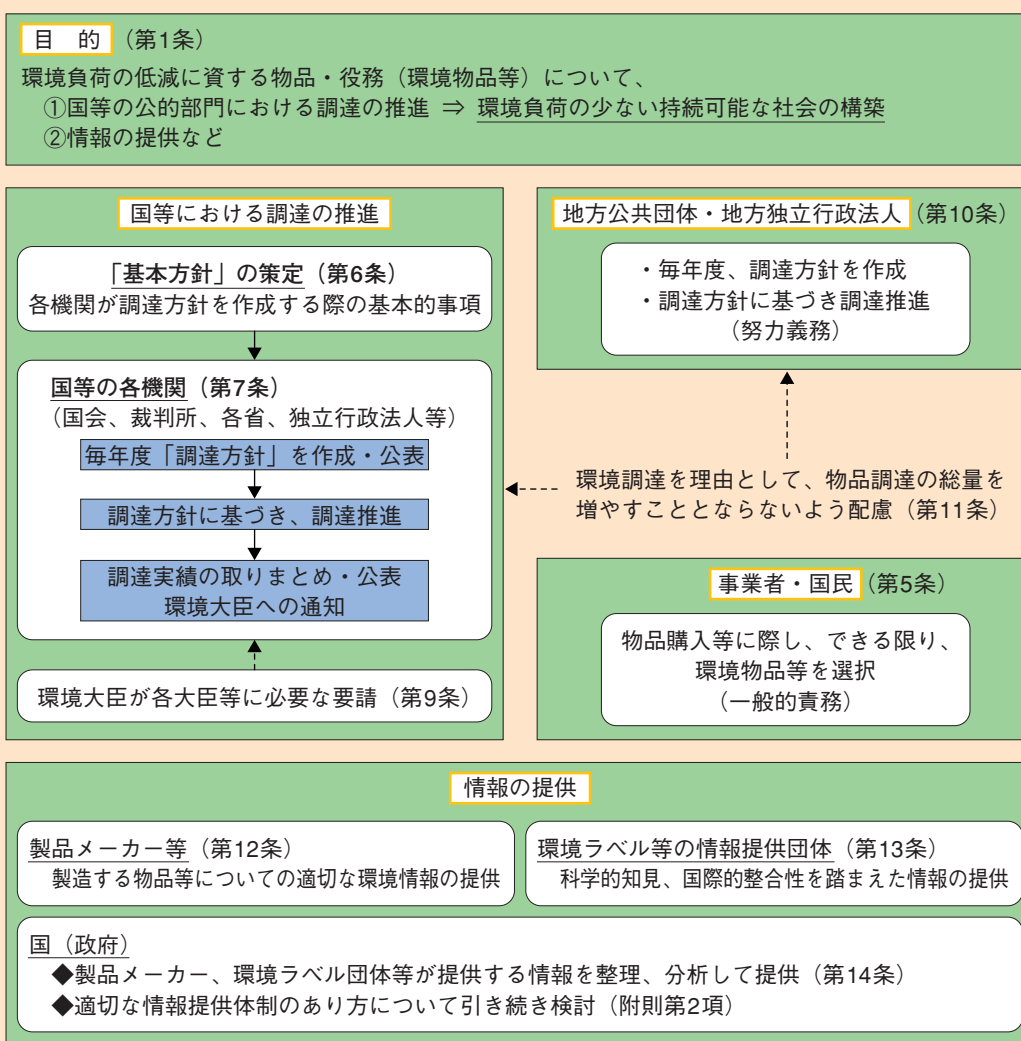 目 的（第1条）
環境負荷の低減に資する物品・役務（環境物品等）について、
①国等の公的部門における調達の推進 ⇒ 環境負荷の少ない持続可能な社会の構築
②情報の提供など
国等における調達の推進
「基本方針」の策定（第6条）
各機関が調達方針を作成する際の基本的事項
国等の各機関（第7条）
（国会、裁判所、各省、独立行政法人等）
毎年度「調達方針」を作成・公表
調達方針に基づき、調達推進
調達実績の取りまとめ・公表
環境大臣への通知
環境大臣が各大臣等に必要な要請（第9条）
地方公共団体・地方独立行政法人（第10条）
・毎年度、調達方針を作成
・調達方針に基づき調達推進
（努力義務）
環境調達を理由として、物品調達の総量を
増やすこととならないよう配慮（第11条）
事業者・国民（第5条）
物品購入等に際し、できる限り、
環境物品等を選択
（一般的責務）
情報の提供
製品メーカー等（第12条）
製造する物品等についての適切な環境情報の提供
環境ラベル等の情報提供団体（第13条）
科学的知見、国際的整合性を踏まえた情報の提供
国（政府）
◆製品メーカー、環境ラベル団体等が提供する情報を整理、分析して提供（第14条）
◆適切な情報提供体制のあり方について引き続き検討（附則第2項）